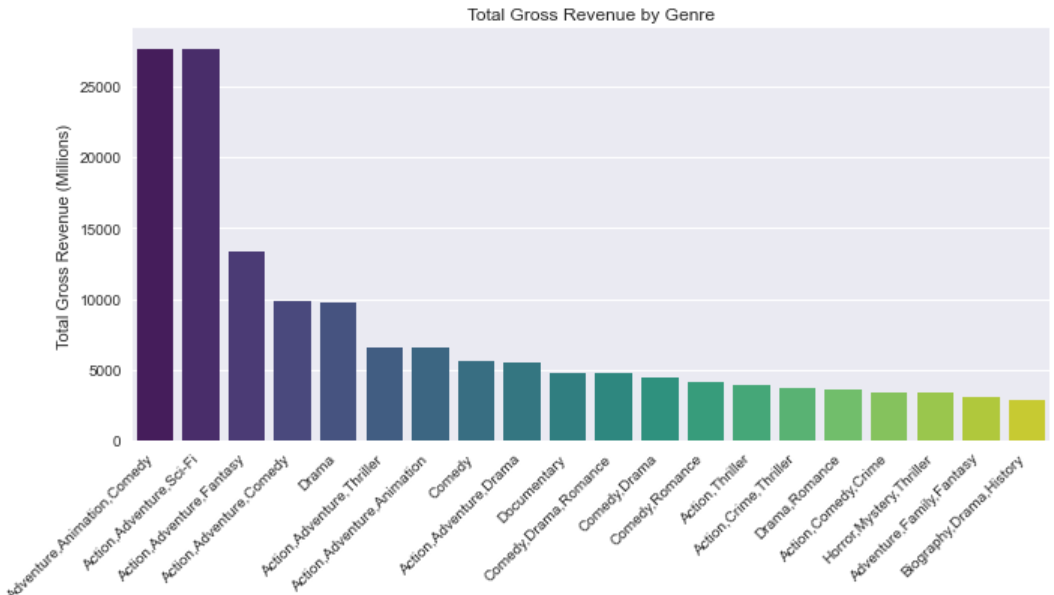 Total Gross Revenue by Genre
Total Gross Revenue (Millions)
25000
20000
15000
10000
5000
0
Adventure,Animation,Comedy
Action,Adventure,Sci-Fi
Action,Adventure,Fantasy
Action,Adventure,Comedy
Drama
Action,Adventure,Thriller
Action,Adventure,Animation
Comedy
Action,Adventure,Drama
Documentary
Comedy,Drama,Romance
Comedy,Drama
Comedy,Romance
Action,Thriller
Action,Crime,Thriller
Drama,Romance
Action,Comedy,Crime
Horror,Mystery,Thriller
Adventure,Family,Fantasy
Biography,Drama,History